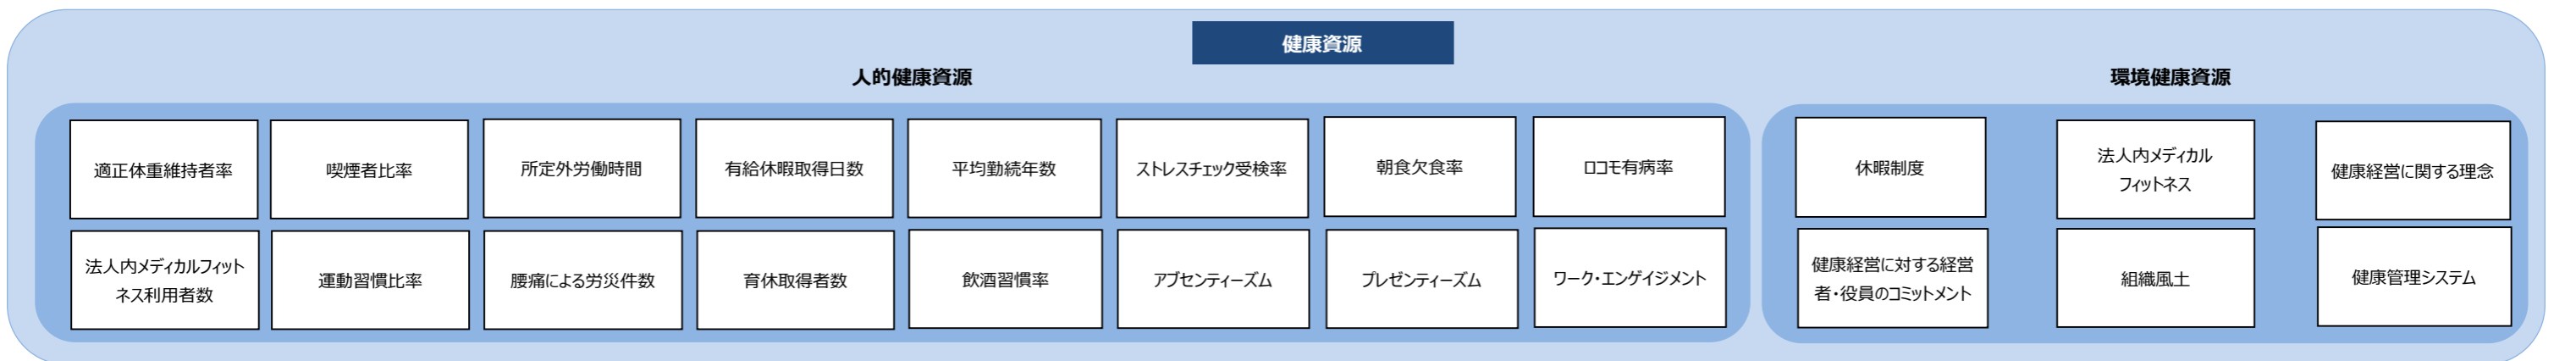 健康資源
人的健康資源
環境健康資源
適正体重維持者率
喫煙者比率
所定外労働時間
有給休暇取得日数
平均勤続年数
ストレスチェック受検率
朝食欠食率
ロコモ有病率
法人内メディカルフィット
ネス利用者数
運動習慣比率
腰痛による労災件数
育休取得者数
飲酒習慣率
アブセンティーズム
プレゼンティーズム
ワーク・エンゲイジメント
休暇制度
法人内メディカル
フィットネス
健康経営に関する理念
健康経営に対する経営
者・役員のコミットメント
組織風土
健康管理システム